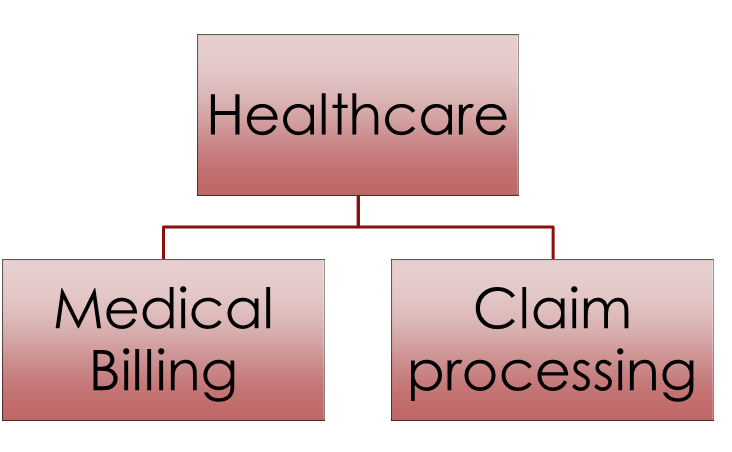 Healthcare
Medical
Billing
Claim
processing